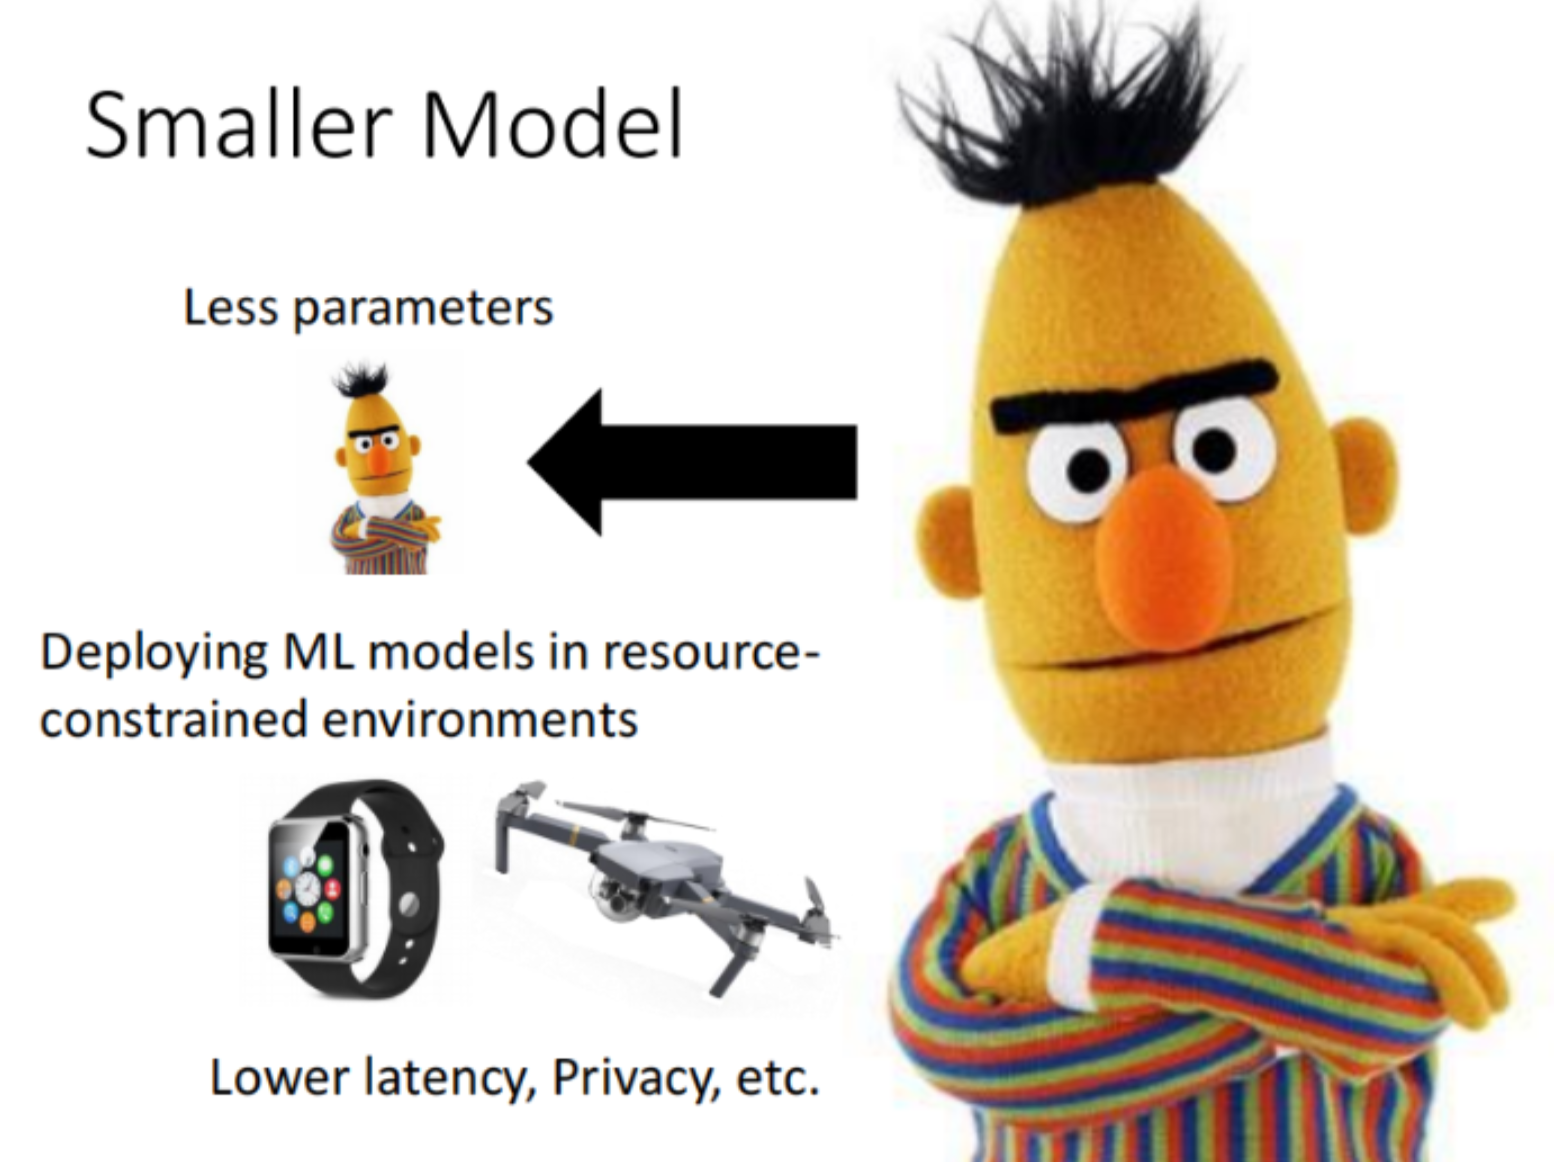 Smaller Model
Less parameters
Deploying ML models in resource-
constrained environments
Lower latency, Privacy, etc.